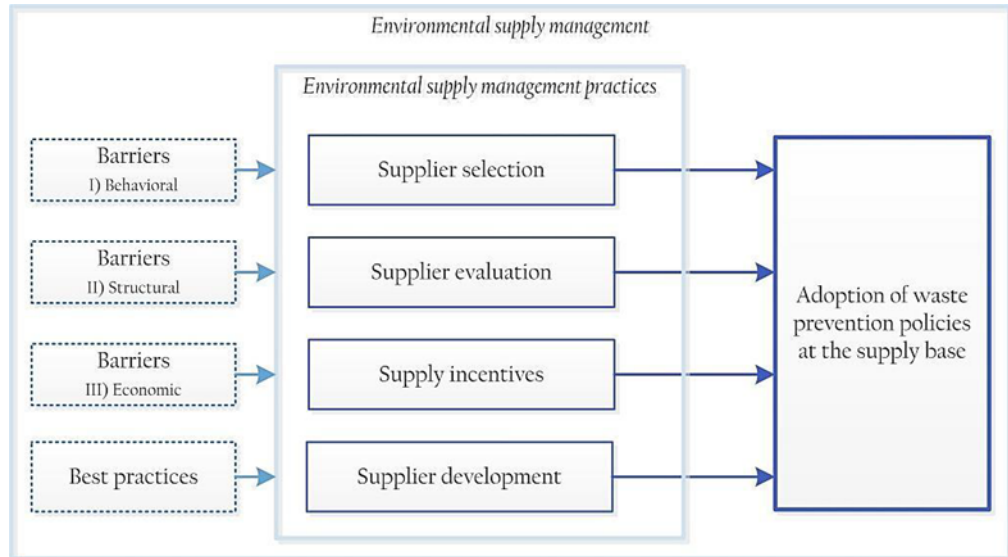 Environmental supply management
Environmental supply management practices
Barriers
I) Behavioral
Supplier selection
Barriers
II) Structural
Supplier evaluation
Barriers
III) Economic
Supply incentives
Best practices
Supplier development
Adoption of waste
prevention policies
at the supply base